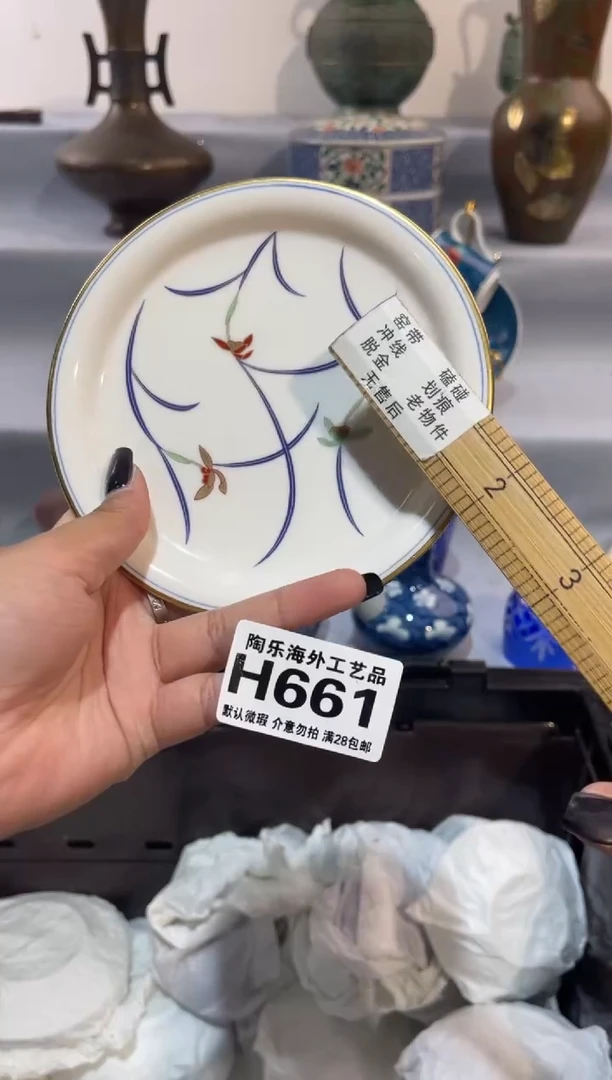 窑带 磕碰
冲线 划痕
脱金 老物件
无售后
2
3
陶乐海外工艺品
H661
默认微瑕 介意勿拍 满28包邮